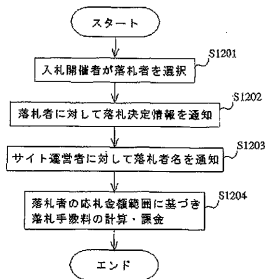 スタート
S1201
入札開催者が落札者を選択
S1202
落札者に対して落札決定情報を通知
S1203
サイト運営者に対して落札者名を通知
S1204
落札者の応札金額範囲に基づき
落札手数料の計算・課金
エンド